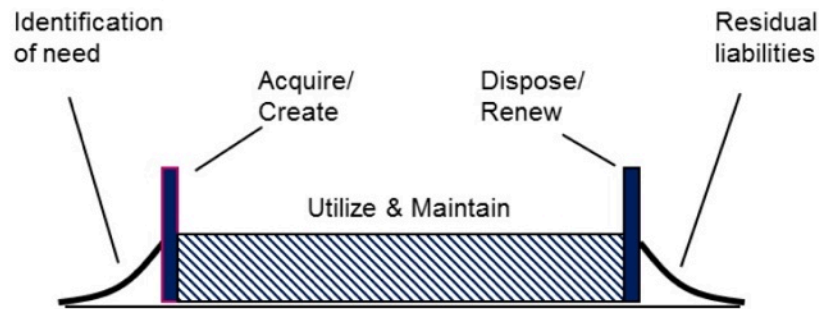 Identification
of need
Residual
liabilities
Acquire/
Create
Dispose/
Renew
Utilize & Maintain